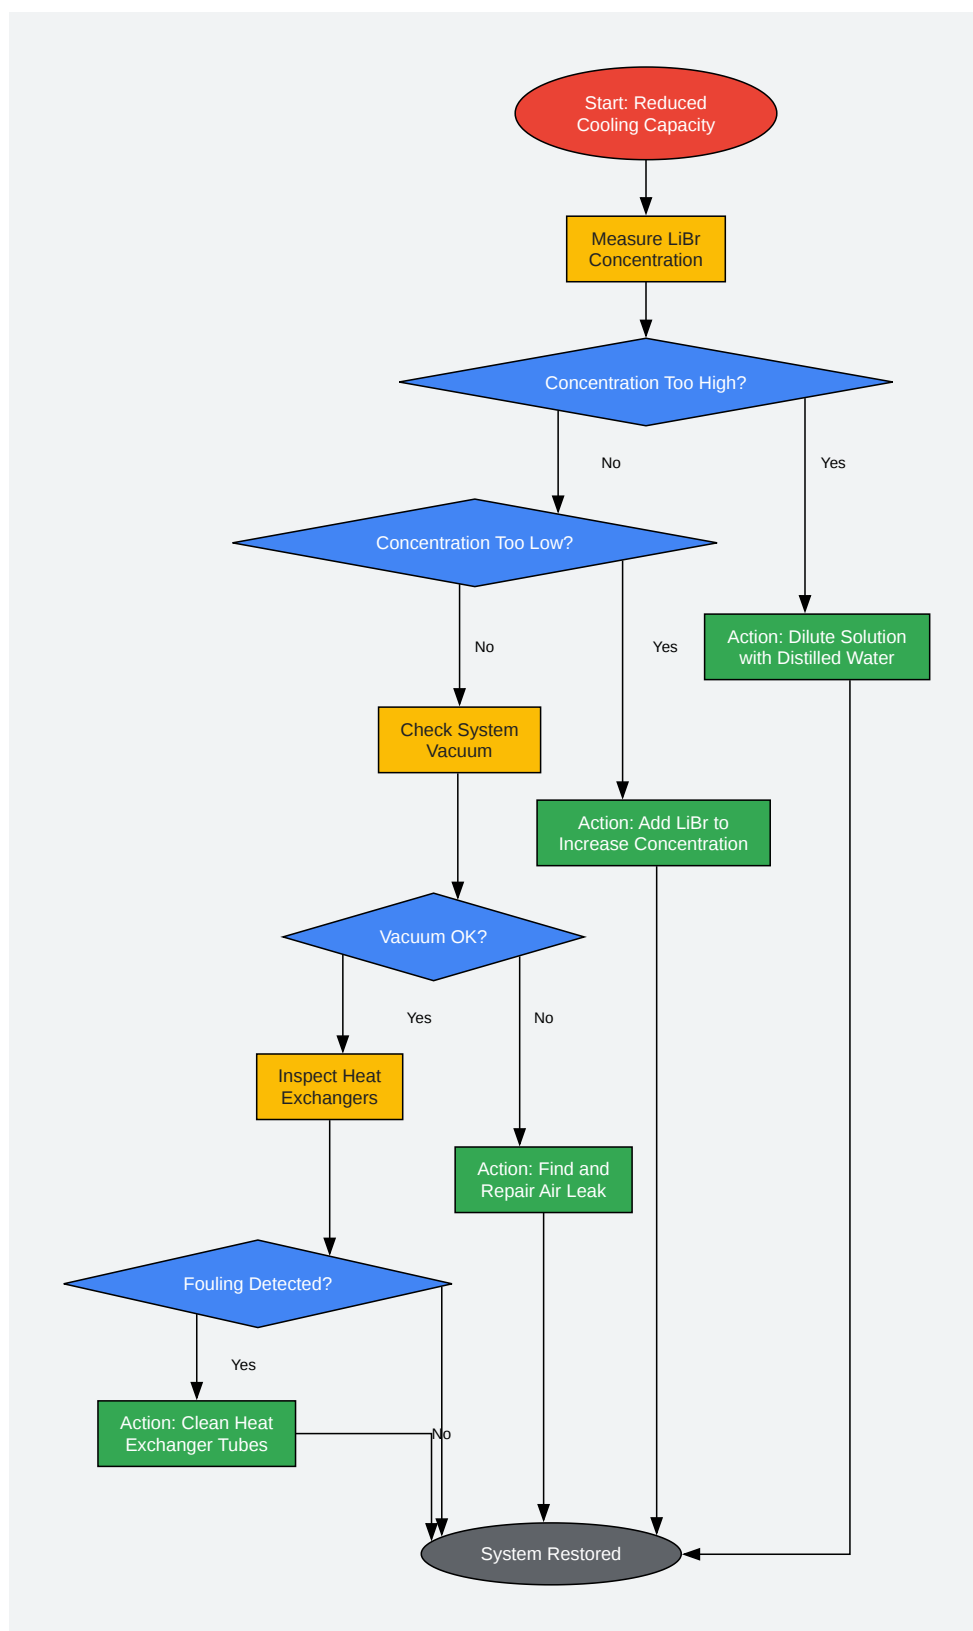 Start: Reduced
Cooling Capacity
Measure LiBr
Concentration
Concentration Too High?
No
Yes
Concentration Too Low?
Action: Dilute Solution
with Distilled Water
No
Yes
Check System
Vacuum
Action: Add LiBr to
Increase Concentration
Vacuum OK?
Yes
No
Inspect Heat
Exchangers
Action: Find and
Repair Air Leak
Fouling Detected?
Yes
Action: Clean Heat
Exchanger Tubes
No
System Restored